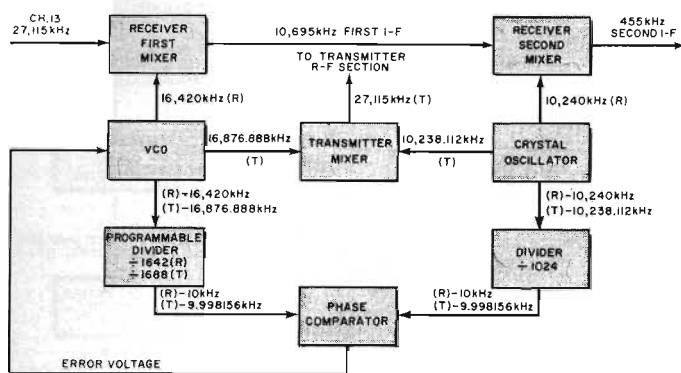 CH. 13
27,115kHz
RECEIVER
FIRST
MIXER
10,695kHz FIRST I-F
RECEIVER
SECOND
MIXER
455kHz
SECOND I-F
TO TRANSMITTER
R-F SECTION
16,420kHz (R)
27,115kHz (T)
10,240kHz (R)
VCO
16,876.888kHz
(T)
TRANSMITTER
MIXER
10,238.112kHz
(T)
CRYSTAL
OSCILLATOR
(R)-16,420kHz
(T)-16,876.888kHz
(R)-10,240kHz
(T)-10,238.112kHz
PROGRAMMABLE
DIVIDER
÷1642(R)
÷1688(T)
DIVIDER
÷1024
(R)-10kHz
(T)-9.998156kHz
PHASE
COMPARATOR
(R)-10kHz
(T)-9.998156kHz
ERROR VOLTAGE